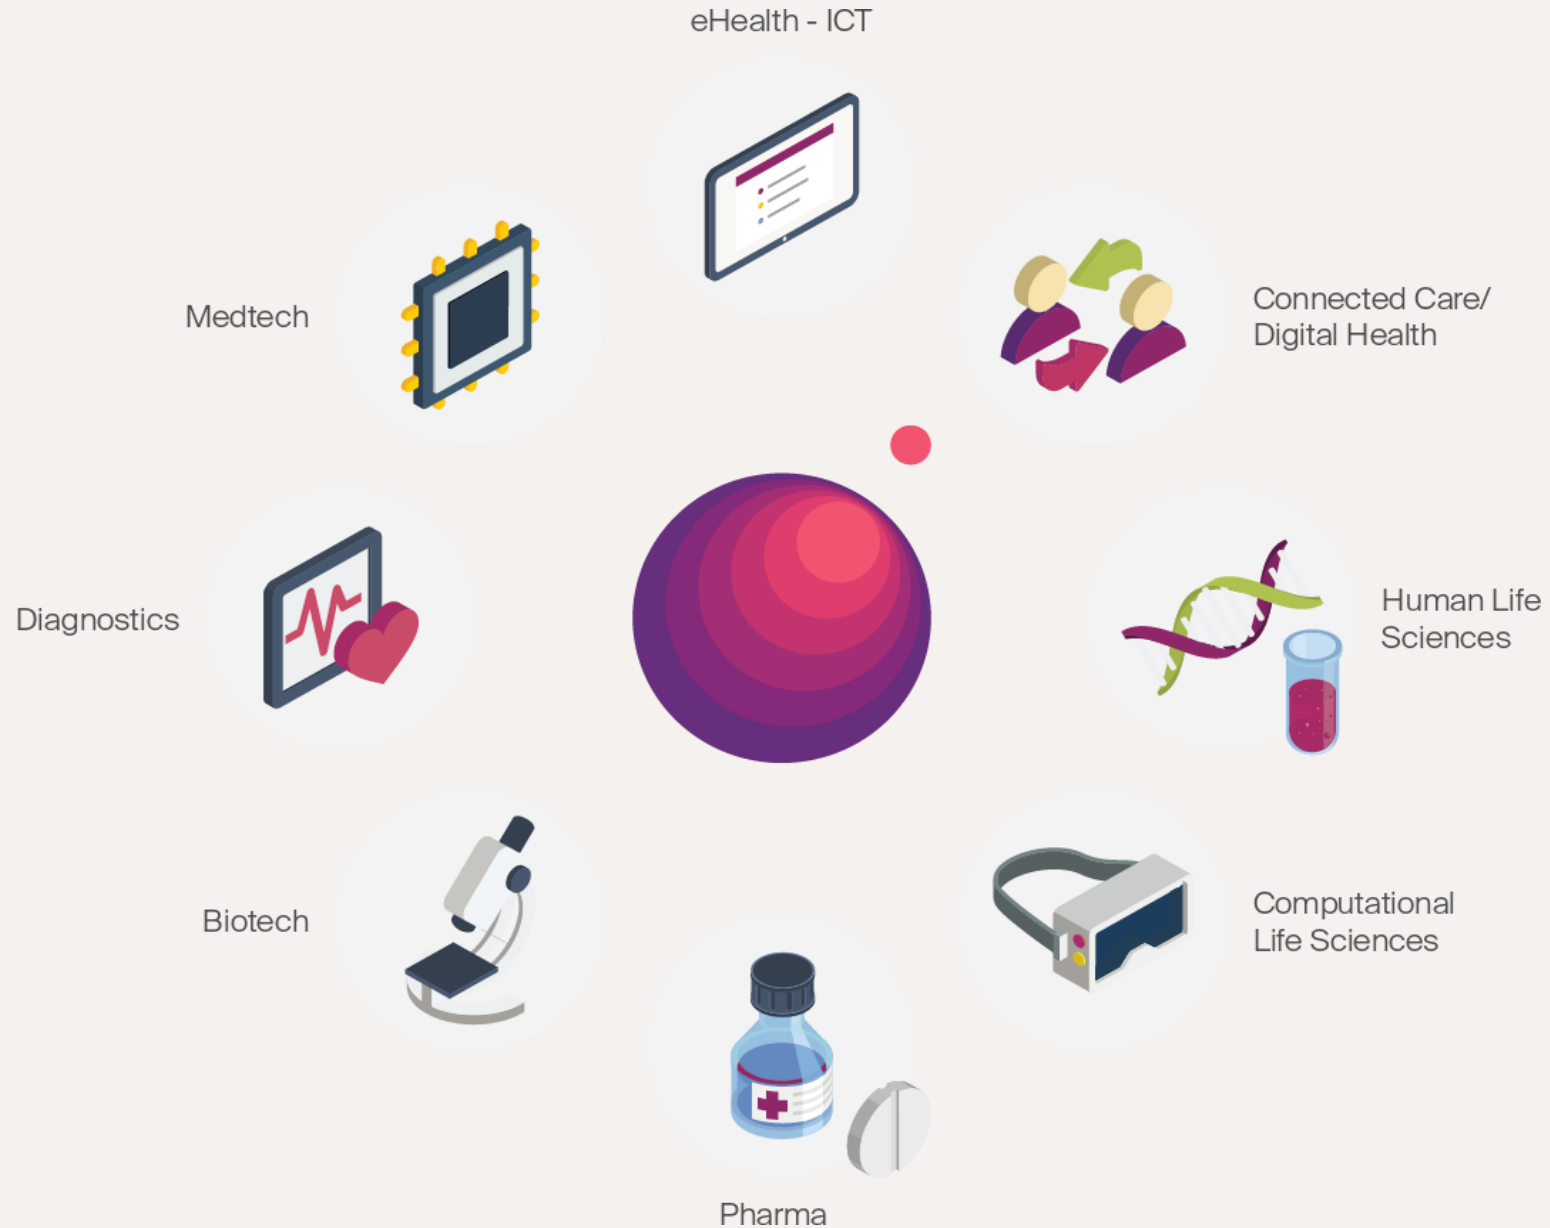 eHealth - ICT
Medtech
Connected Care/
Digital Health
Diagnostics
Human Life
Sciences
Biotech
Computational
Life Sciences
Pharma